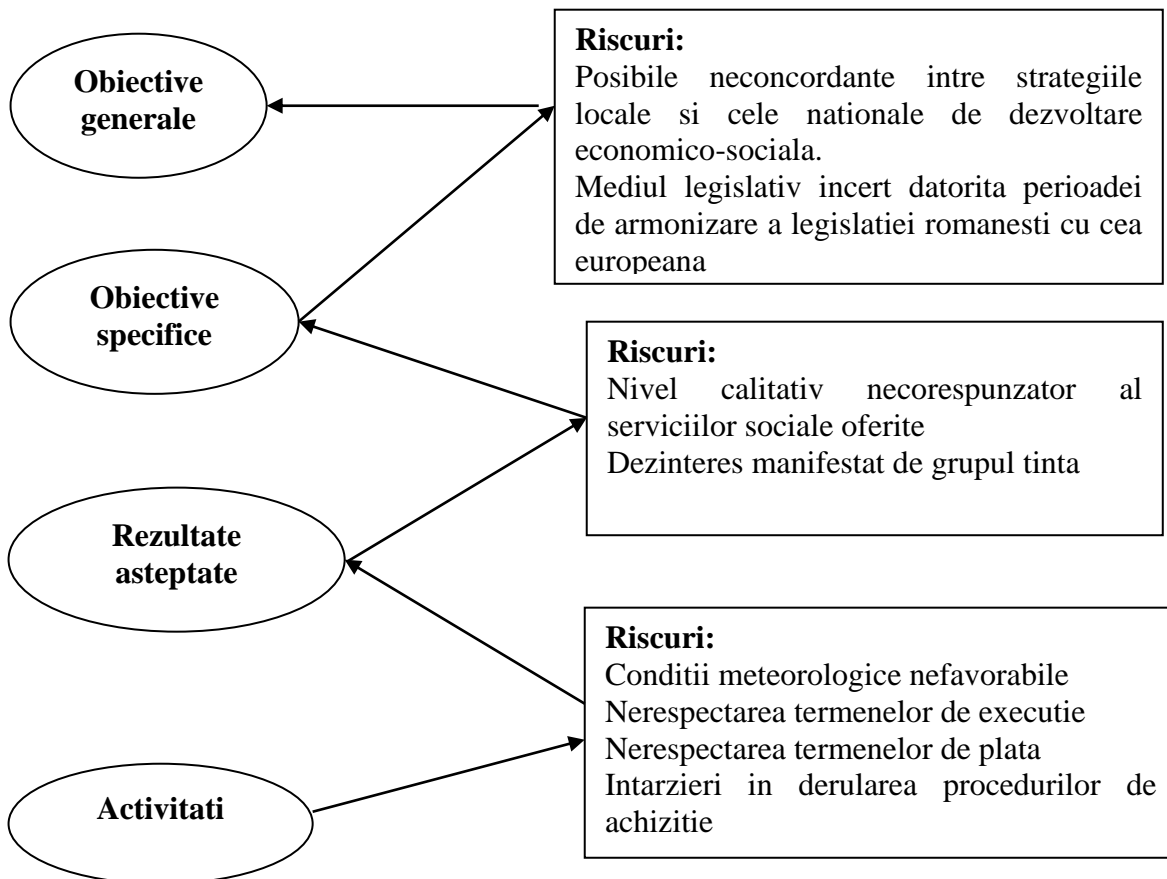 Obiective
generale
Riscuri:
Posibile neconcordante intre strategiile
locale si cele nationale de dezvoltare
economico-sociala.
Mediul legislativ incert datorita perioadei
de armonizare a legislatiei romanesti cu cea
europeana
Obiective
specifice
Riscuri:
Nivel calitativ necorespunzator al
serviciilor sociale oferite
Dezinteres manifestat de grupul tinta
Rezultate
asteptate
Riscuri:
Conditii meteorologice nefavorabile
Nerespectarea termenelor de executie
Nerespectarea termenelor de plata
Intarzieri in derularea procedurilor de
achizitie
Activitati